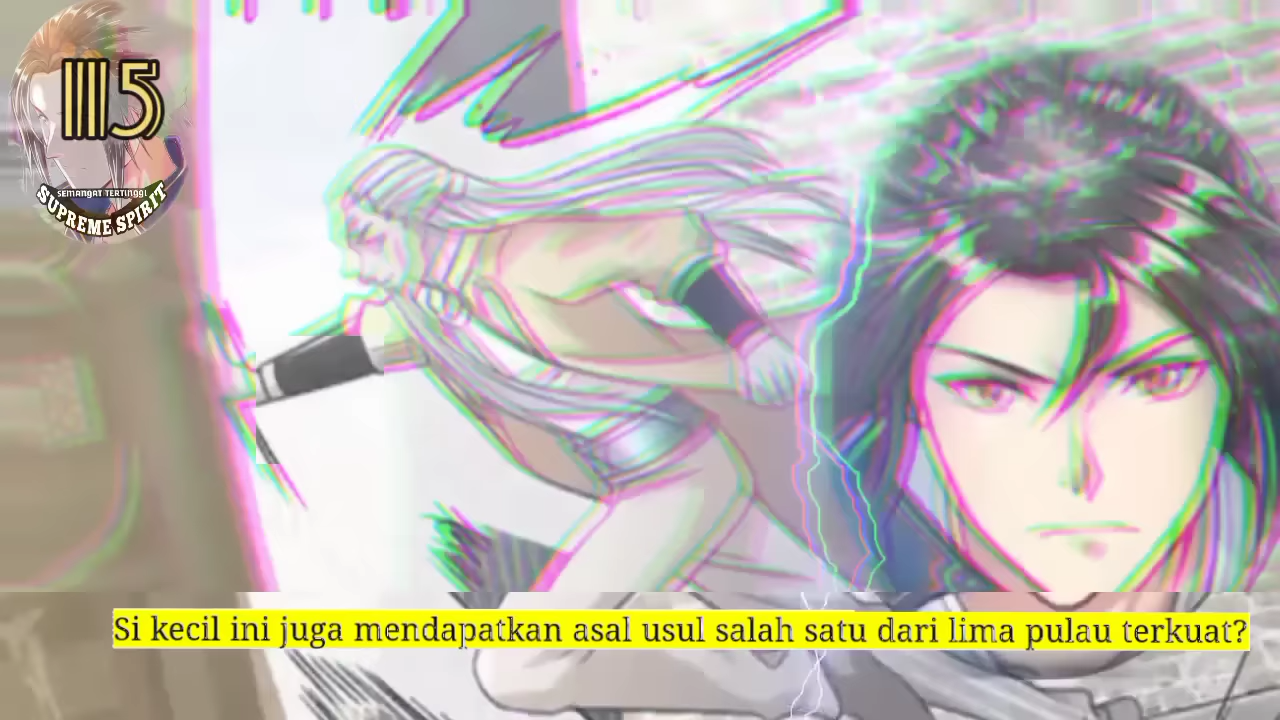 115
SEMANGAT TERTINGGI
SUPREME SPIRIT
Si kecil ini juga mendapatkan asal usul salah satu dari lima pulau terkuat?